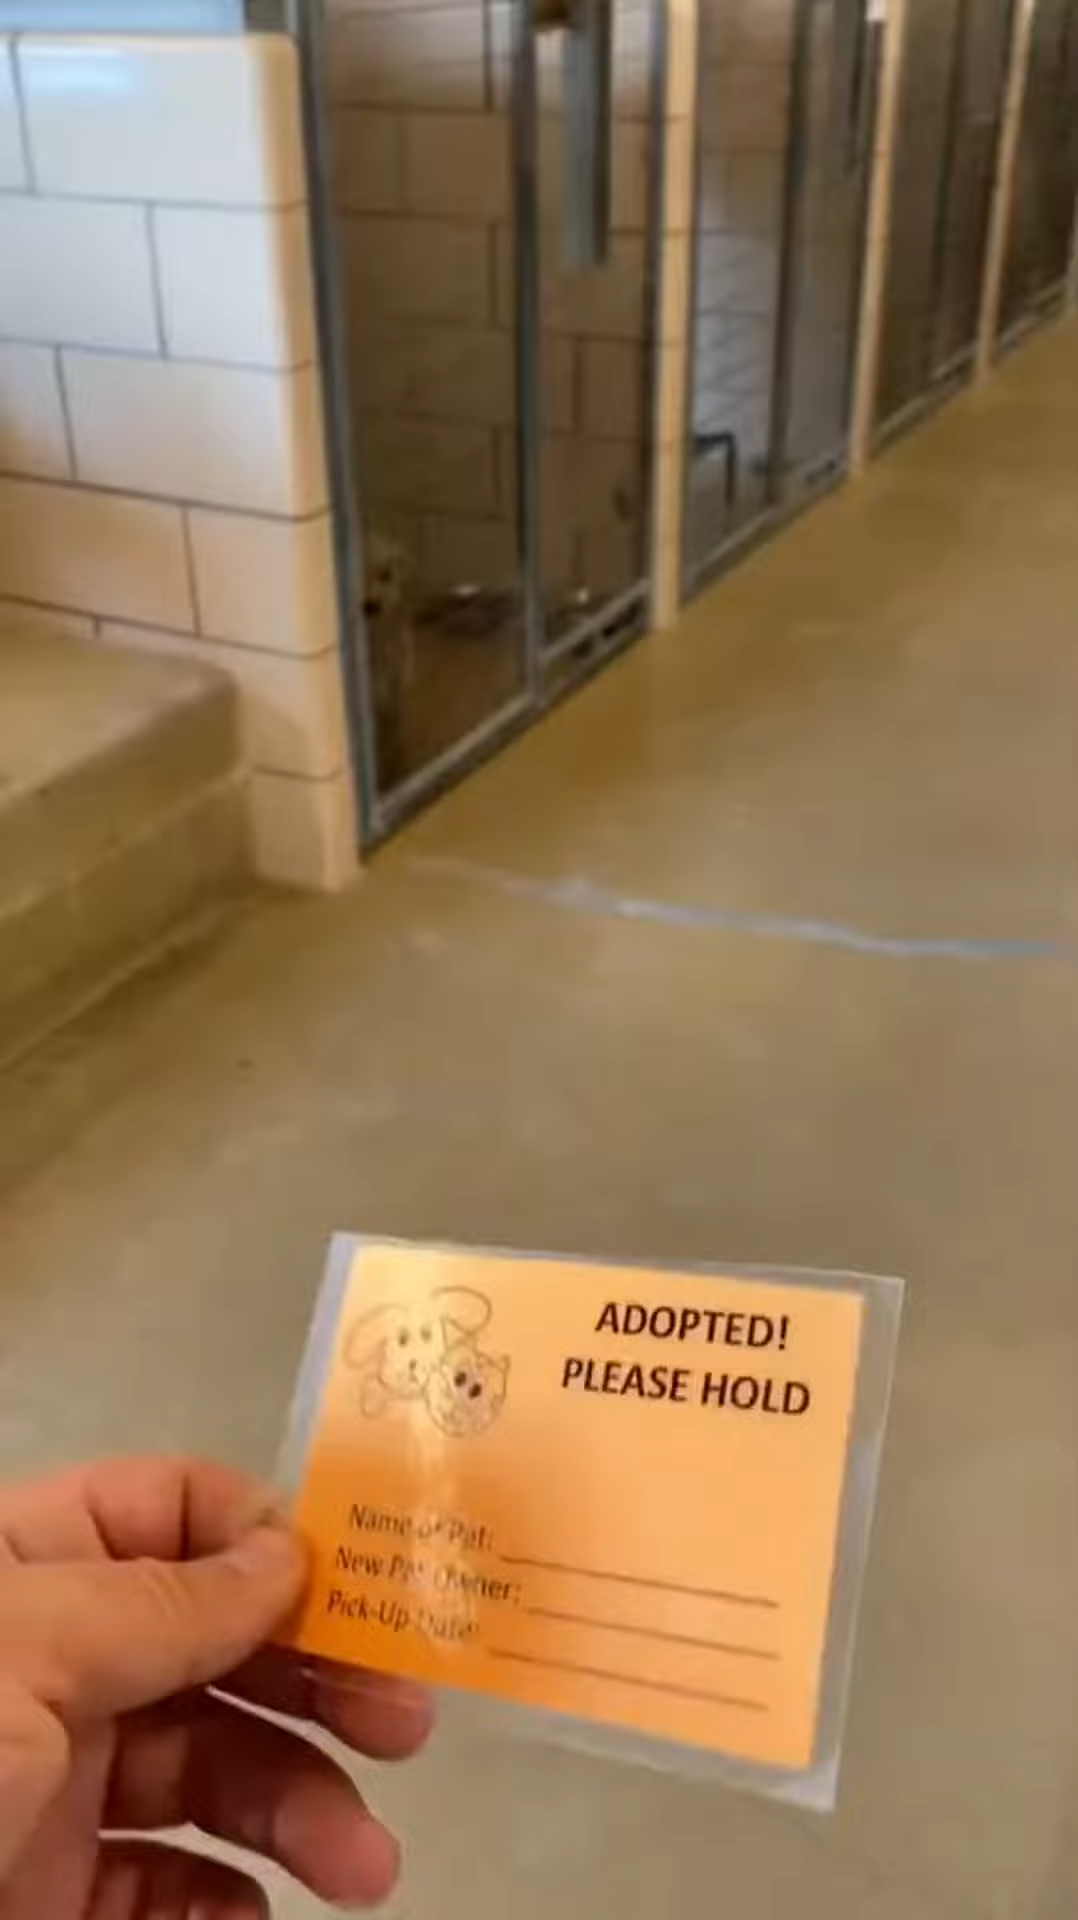 ADOPTED!
PLEASE HOLD
Name of Pet:
New Pet Owner:
Pick-Up Date: